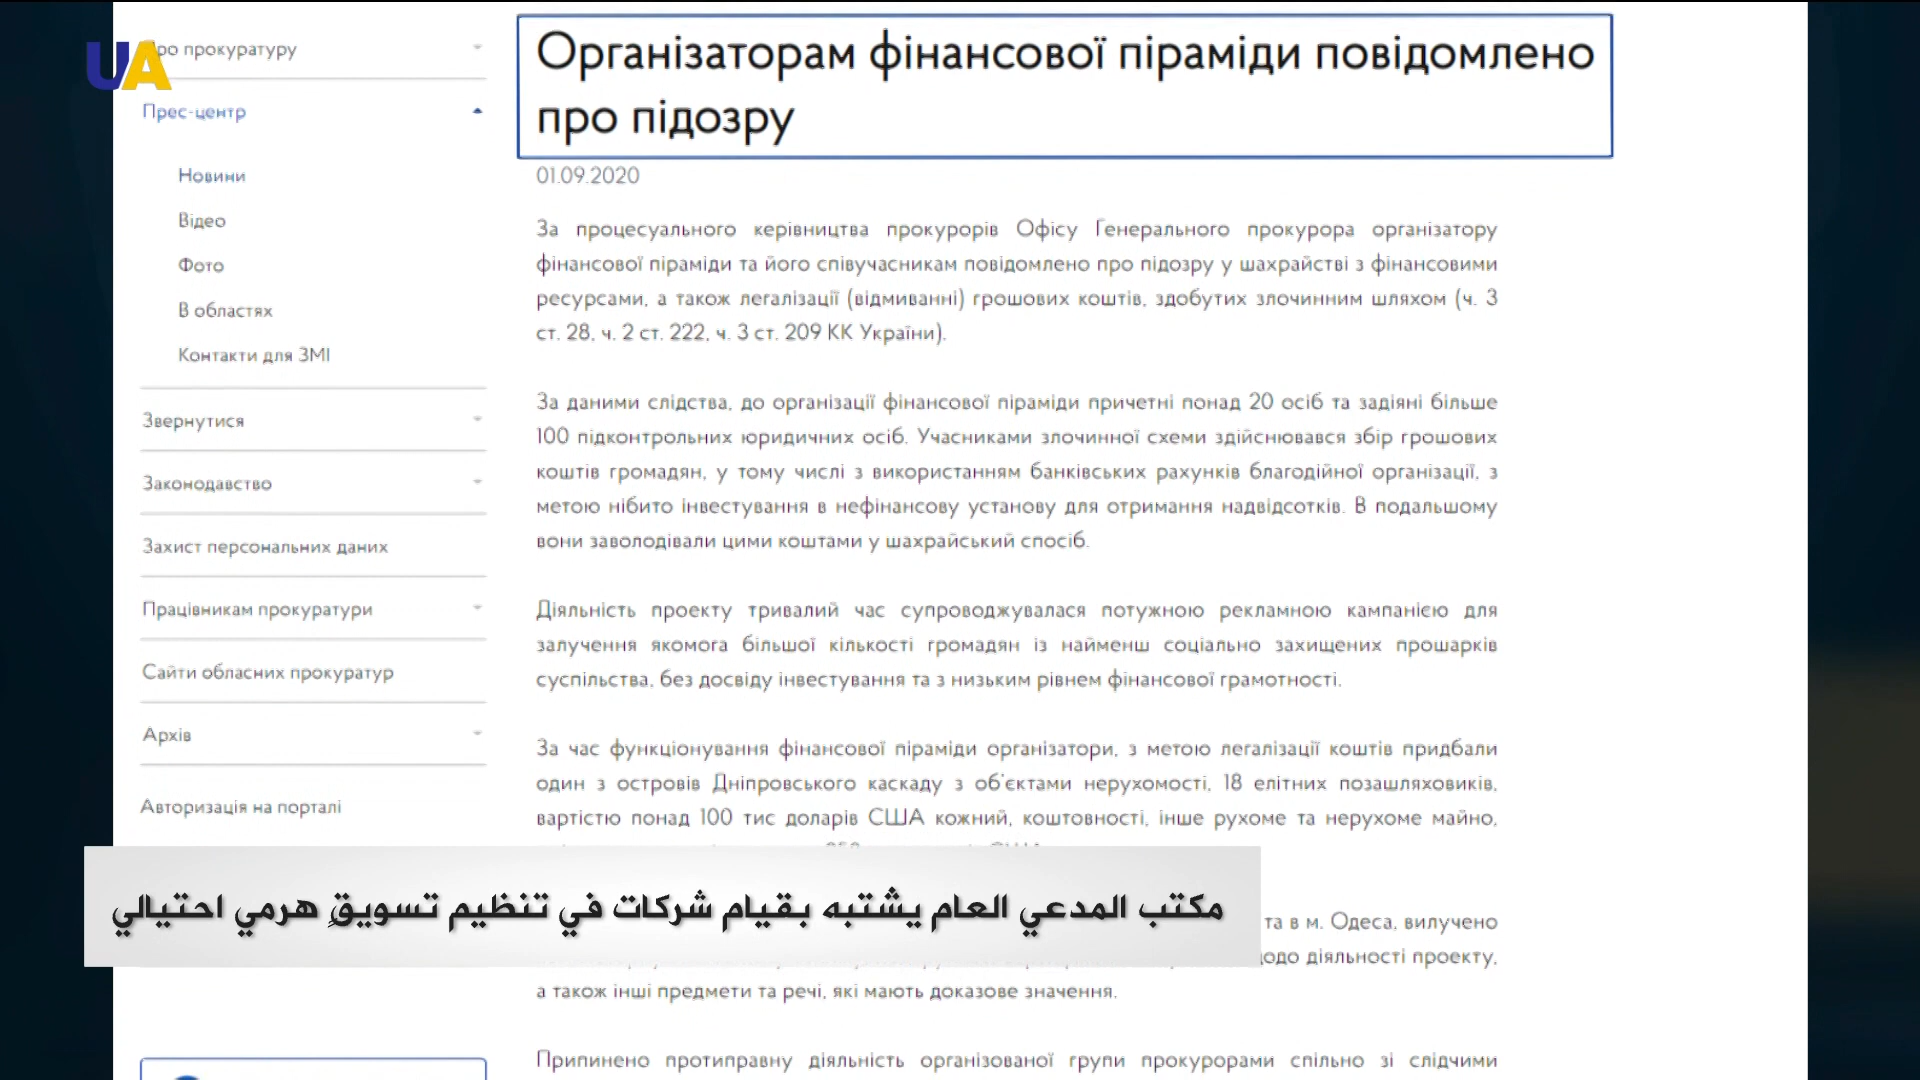 UA
про прокуратуру
Прес-центр
Новини
Відео
Фото
В областях
Контакти для ЗМІ
Звернутися
Законодавство
Захист персональних даних
Працівникам прокуратури
Сайти обласних прокуратур
Архів
Авторизація на порталі
Організаторам фінансової піраміди повідомлено
про підозру
01.09.2020
За процесуального керівництва прокурорів Офісу Генерального прокурора організатору
фінансової піраміди та його співучасникам повідомлено про підозру у шахрайстві з фінансовими
ресурсами, а також легалізації (відмиванні) грошових коштів, здобутих злочинним шляхом (ч. 3
ст. 28, ч. 2 ст. 222, ч. 3 ст. 209 КК України).
За даними слідства, до організації фінансової піраміди причетні понад 20 осіб та задіяні більше
100 підконтрольних юридичних осіб. Учасниками злочинної схеми здійснювався збір грошових
коштів громадян, у тому числі з використанням банківських рахунків благодійної організації, з
метою нібито інвестування в нефінансову установу для отримання надвідсотків. В подальшому
вони заволодівали цими коштами у шахрайський спосіб.
Діяльність проекту тривалий час супроводжувалася потужною рекламною кампанією для
залучення якомога більшої кількості громадян із найменш соціально захищених прошарків
суспільства, без досвіду інвестування та з низьким рівнем фінансової грамотності.
За час функціонування фінансової піраміди організатори, з метою легалізації коштів придбали
один з островів Дніпровського каскаду з об'єктами нерухомості, 18 елітних позашляховиків,
вартістю понад 100 тис доларів США кожний, коштовності, інше рухоме та нерухоме майно,
مكتب المدعي العام يشتبه بقيام شركات في تنظيم تسويقٍ هرمي احتيالي
та в м. Одеса, вилучено
щодо діяльності проекту,
а також інші предмети та речі, які мають доказове значення.
Припинено протиправну діяльність організованої групи прокурорами спільно зі слідчими